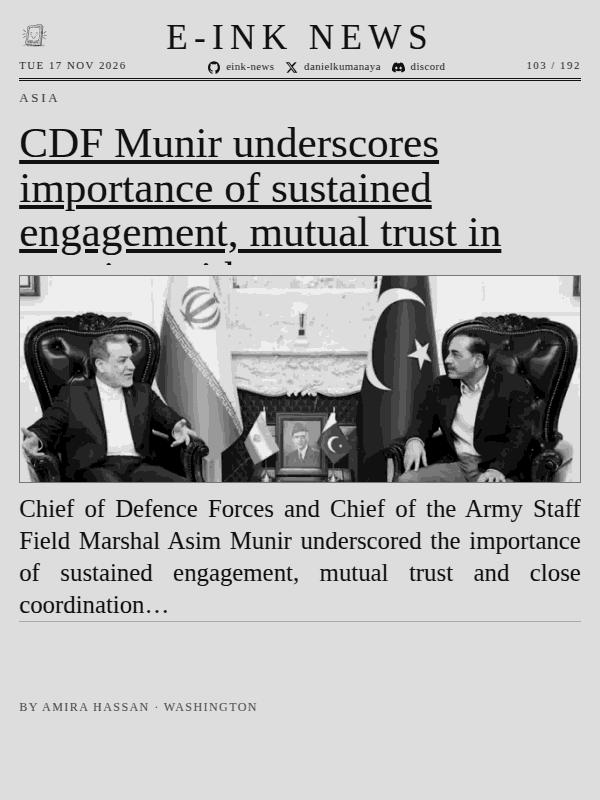 E-INK NEWS
TUE 17 NOV 2026
eink-news danielkumanaya discord
103 / 192
ASIA
CDF Munir underscores
importance of sustained
engagement, mutual trust in
Chief of Defence Forces and Chief of the Army Staff
Field Marshal Asim Munir underscored the importance
of sustained engagement, mutual trust and close
coordination…
BY AMIRA HASSAN · WASHINGTON